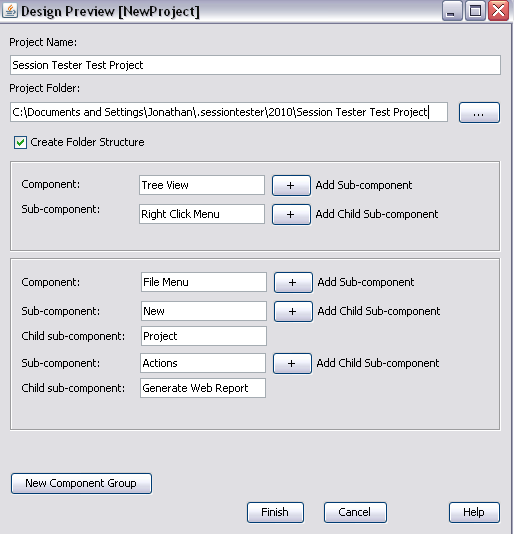 Design Preview [NewProject]
Project Name:
Session Tester Test Project
Project Folder:
C:\Documents and Settings\Jonathan\.sessiontester\2010\Session Tester Test Project
...
Create Folder Structure
Component: Tree View + Add Sub-component
Sub-component: Right Click Menu + Add Child Sub-component
Component: File Menu + Add Sub-component
Sub-component: New + Add Child Sub-component
Child sub-component: Project
Sub-component: Actions + Add Child Sub-component
Child sub-component: Generate Web Report
New Component Group
Finish Cancel Help